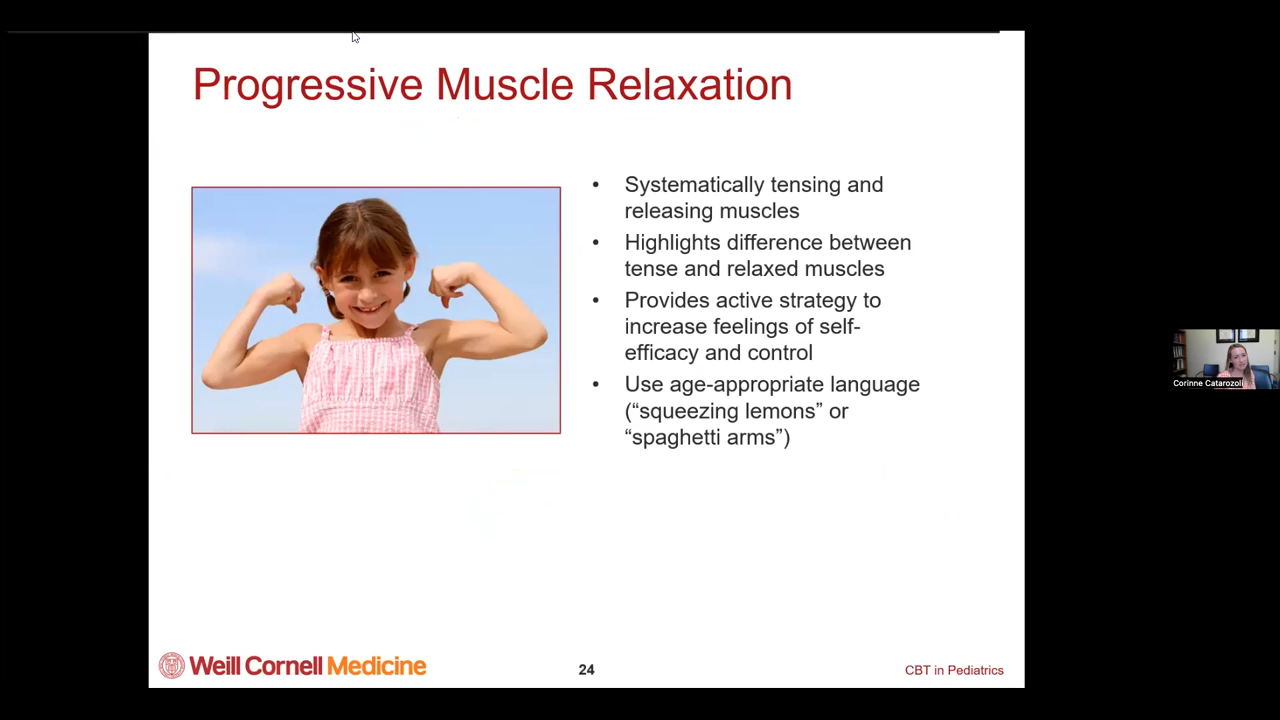 Progressive Muscle Relaxation
• Systematically tensing and
releasing muscles
• Highlights difference between
tense and relaxed muscles
• Provides active strategy to
increase feelings of self-
efficacy and control
• Use age-appropriate language
(“squeezing lemons” or
“spaghetti arms”)
Corinne Catarozoli
Weill Cornell Medicine
24
CBT in Pediatrics